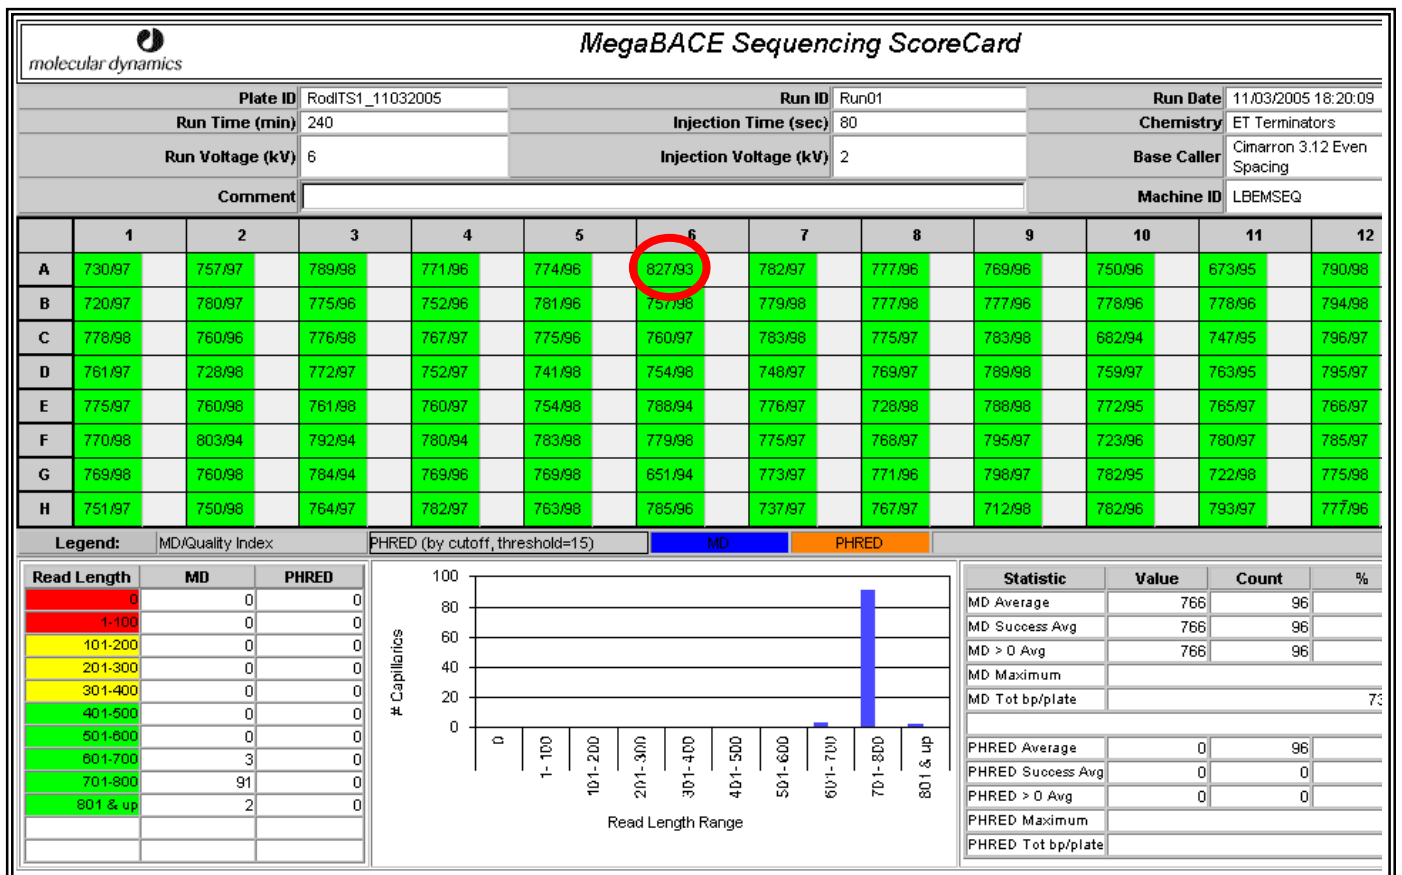 MegaBACE Sequencing ScoreCard
molecular dynamics
Plate ID RodITS1_11032005 Run ID Run01 Run Date 11/03/2005 18:20:09
Run Time (min) 240 Injection Time (sec) 80 Chemistry ET Terminators
Run Voltage (kV) 6 Injection Voltage (kV) 2 Base Caller Cimarron 3.12 Even
Spacing
Comment Machine ID LBEMSEQ
1 2 3 4 5 6 7 8 9 10 11 12
A 730/97 757/97 789/98 771/96 774/96 827/93 782/97 777/96 769/96 750/96 673/95 790/98
B 720/97 780/97 775/96 752/96 781/96 757/98 779/98 777/98 777/96 778/96 778/96 794/98
C 778/98 760/96 776/98 767/97 775/96 760/97 783/98 775/97 783/98 682/94 747/95 796/97
D 761/97 728/98 772/97 752/97 741/98 754/98 748/97 769/97 789/98 759/97 763/95 795/97
E 775/97 760/98 761/98 760/97 754/98 788/94 776/97 728/98 788/98 772/95 765/97 766/97
F 770/98 803/94 792/94 780/94 783/98 779/98 775/97 768/97 795/97 723/96 780/97 785/97
G 769/98 760/98 784/94 769/96 769/98 651/94 773/97 771/96 798/97 782/95 722/98 775/98
H 751/97 750/98 764/97 782/97 763/98 785/96 737/97 767/97 712/98 782/96 793/97 777/96
Legend: MD/Quality Index PHRED (by cutoff, threshold=15) MD PHRED
Read Length MD PHRED
0 0 0
1-100 0 0
101-200 0 0
201-300 0 0
301-400 0 0
401-500 0 0
501-600 0 0
601-700 3 0
701-800 91 0
801 & up 2 0
# Capillaries
100
80
60
40
20
0
0 1-100 101-200 201-300 301-400 401-500 501-600 601-700 701-800 801 & up
Read Length Range
Statistic Value Count %
MD Average 766 96
MD Success Avg 766 96
MD > 0 Avg 766 96
MD Maximum
MD Tot bp/plate 73
PHRED Average 0 96
PHRED Success Avg 0 0
PHRED > 0 Avg 0 0
PHRED Maximum
PHRED Tot bp/plate